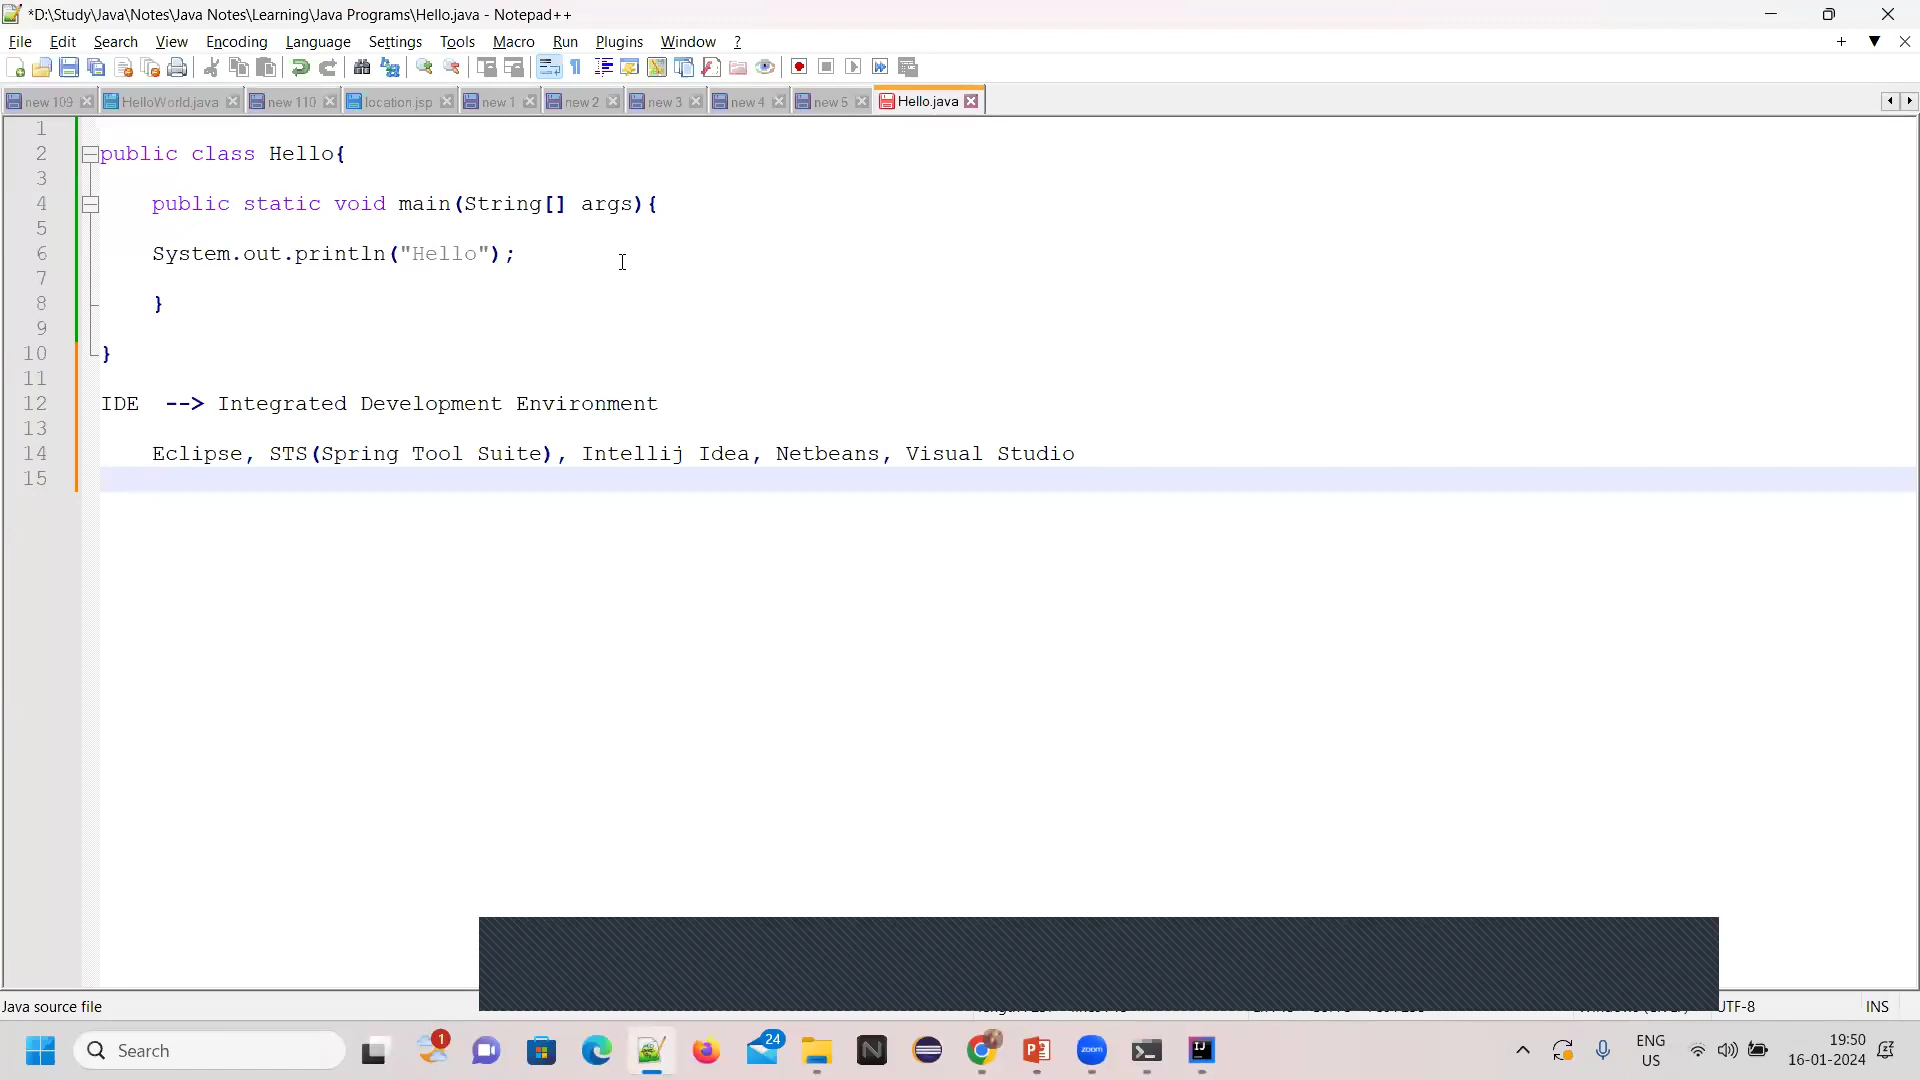 *D:\Study\Java\Notes\Java Notes\Learning\Java Programs\Hello.java - Notepad++
File Edit Search View Encoding Language Settings Tools Macro Run Plugins Window ?
new 109 HelloWorld.java new 110 location.jsp new 1 new 2 new 3 new 4 new 5 Hello.java
1
2 public class Hello{
3
4 public static void main(String[] args){
5
6 System.out.println("Hello");
7
8 }
9
10 }
11
12 IDE --> Integrated Development Environment
13
14 Eclipse, STS(Spring Tool Suite), Intellij Idea, Netbeans, Visual Studio
15
Java source file UTF-8 INS
Search 1 24 zoom ENG US 19:50 16-01-2024